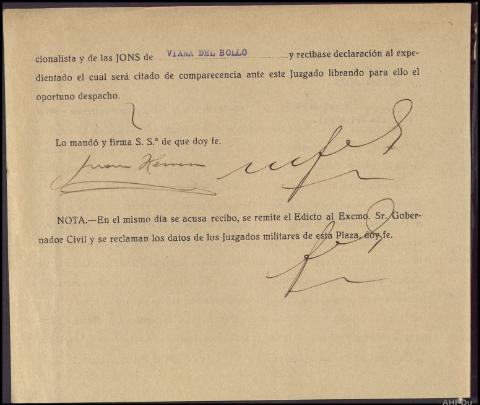 cionalista y de las JONS de VIANA DEL BOLLO y recíbase declaración al expe-
dientado el cual será citado de comparecencia ante este Juzgado librando para ello el
oportuno despacho.
Lo mandó y firma S. S.ª de que doy fe.
NOTA.—En el mismo día se acusa recibo, se remite el Edicto al Excmo. Sr. Gober-
nador Civil y se reclaman los datos de los Juzgados militares de esta Plaza, doy fe.